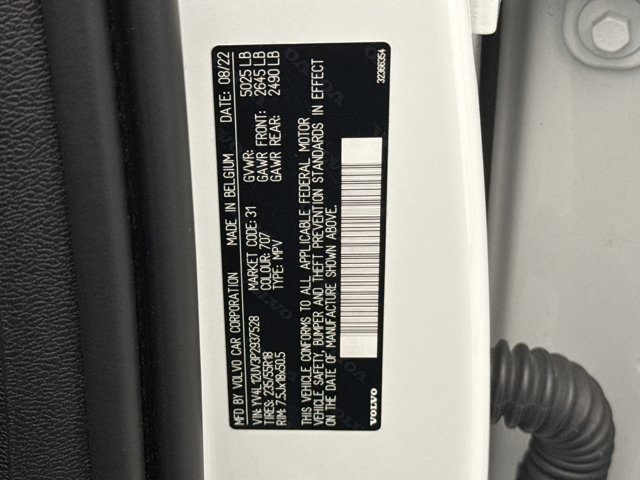 MFD BY VOLVO CAR CORPORATION MADE IN BELGIUM DATE: 08/22
VIN: YV4L12UV3P2937528 MARKET CODE: 31 GVWR: 5025 LB
TIRES: 235/55R18 COLOUR: 707 GAWR FRONT: 2645 LB
RIM: 7.5Jx18x50.5 TYPE: MPV GAWR REAR: 2490 LB
THIS VEHICLE CONFORMS TO ALL APPLICABLE FEDERAL MOTOR
VEHICLE SAFETY, BUMPER AND THEFT PREVENTION STANDARDS IN EFFECT
ON THE DATE OF MANUFACTURE SHOWN ABOVE.
VOLVO
32366354